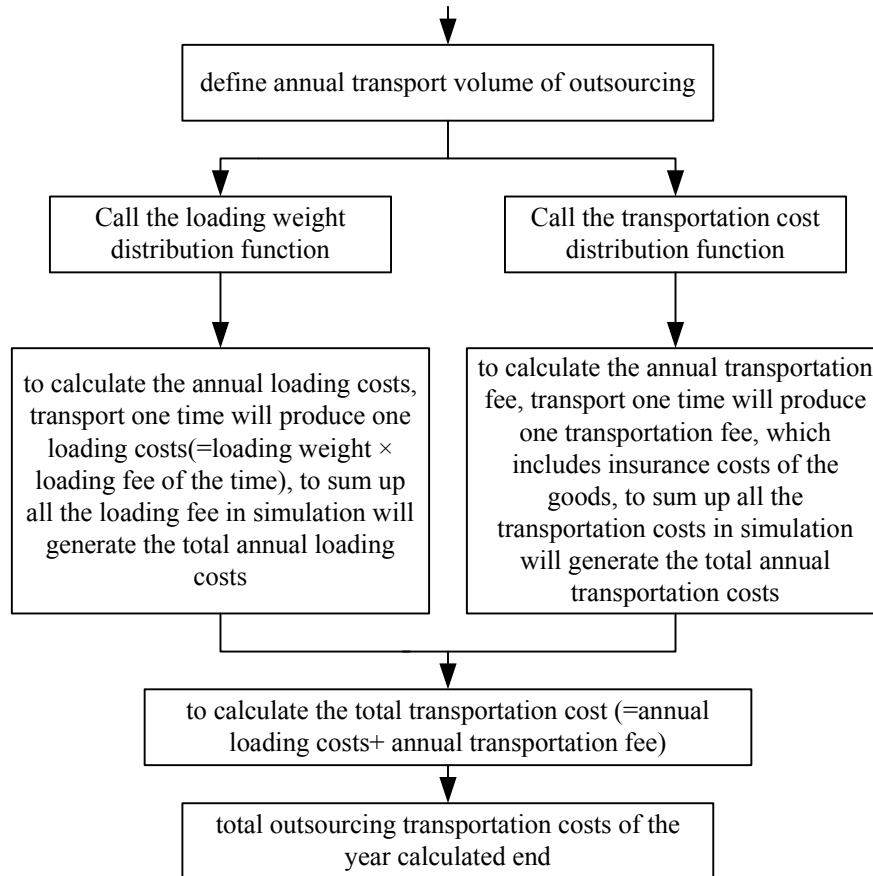 define annual transport volume of outsourcing
Call the loading weight
distribution function
Call the transportation cost
distribution function
to calculate the annual loading costs,
transport one time will produce one
loading costs(=loading weight ×
loading fee of the time), to sum up
all the loading fee in simulation will
generate the total annual loading
costs
to calculate the annual transportation
fee, transport one time will produce
one transportation fee, which
includes insurance costs of the
goods, to sum up all the
transportation costs in simulation
will generate the total annual
transportation costs
to calculate the total transportation cost (=annual
loading costs+ annual transportation fee)
total outsourcing transportation costs of the
year calculated end